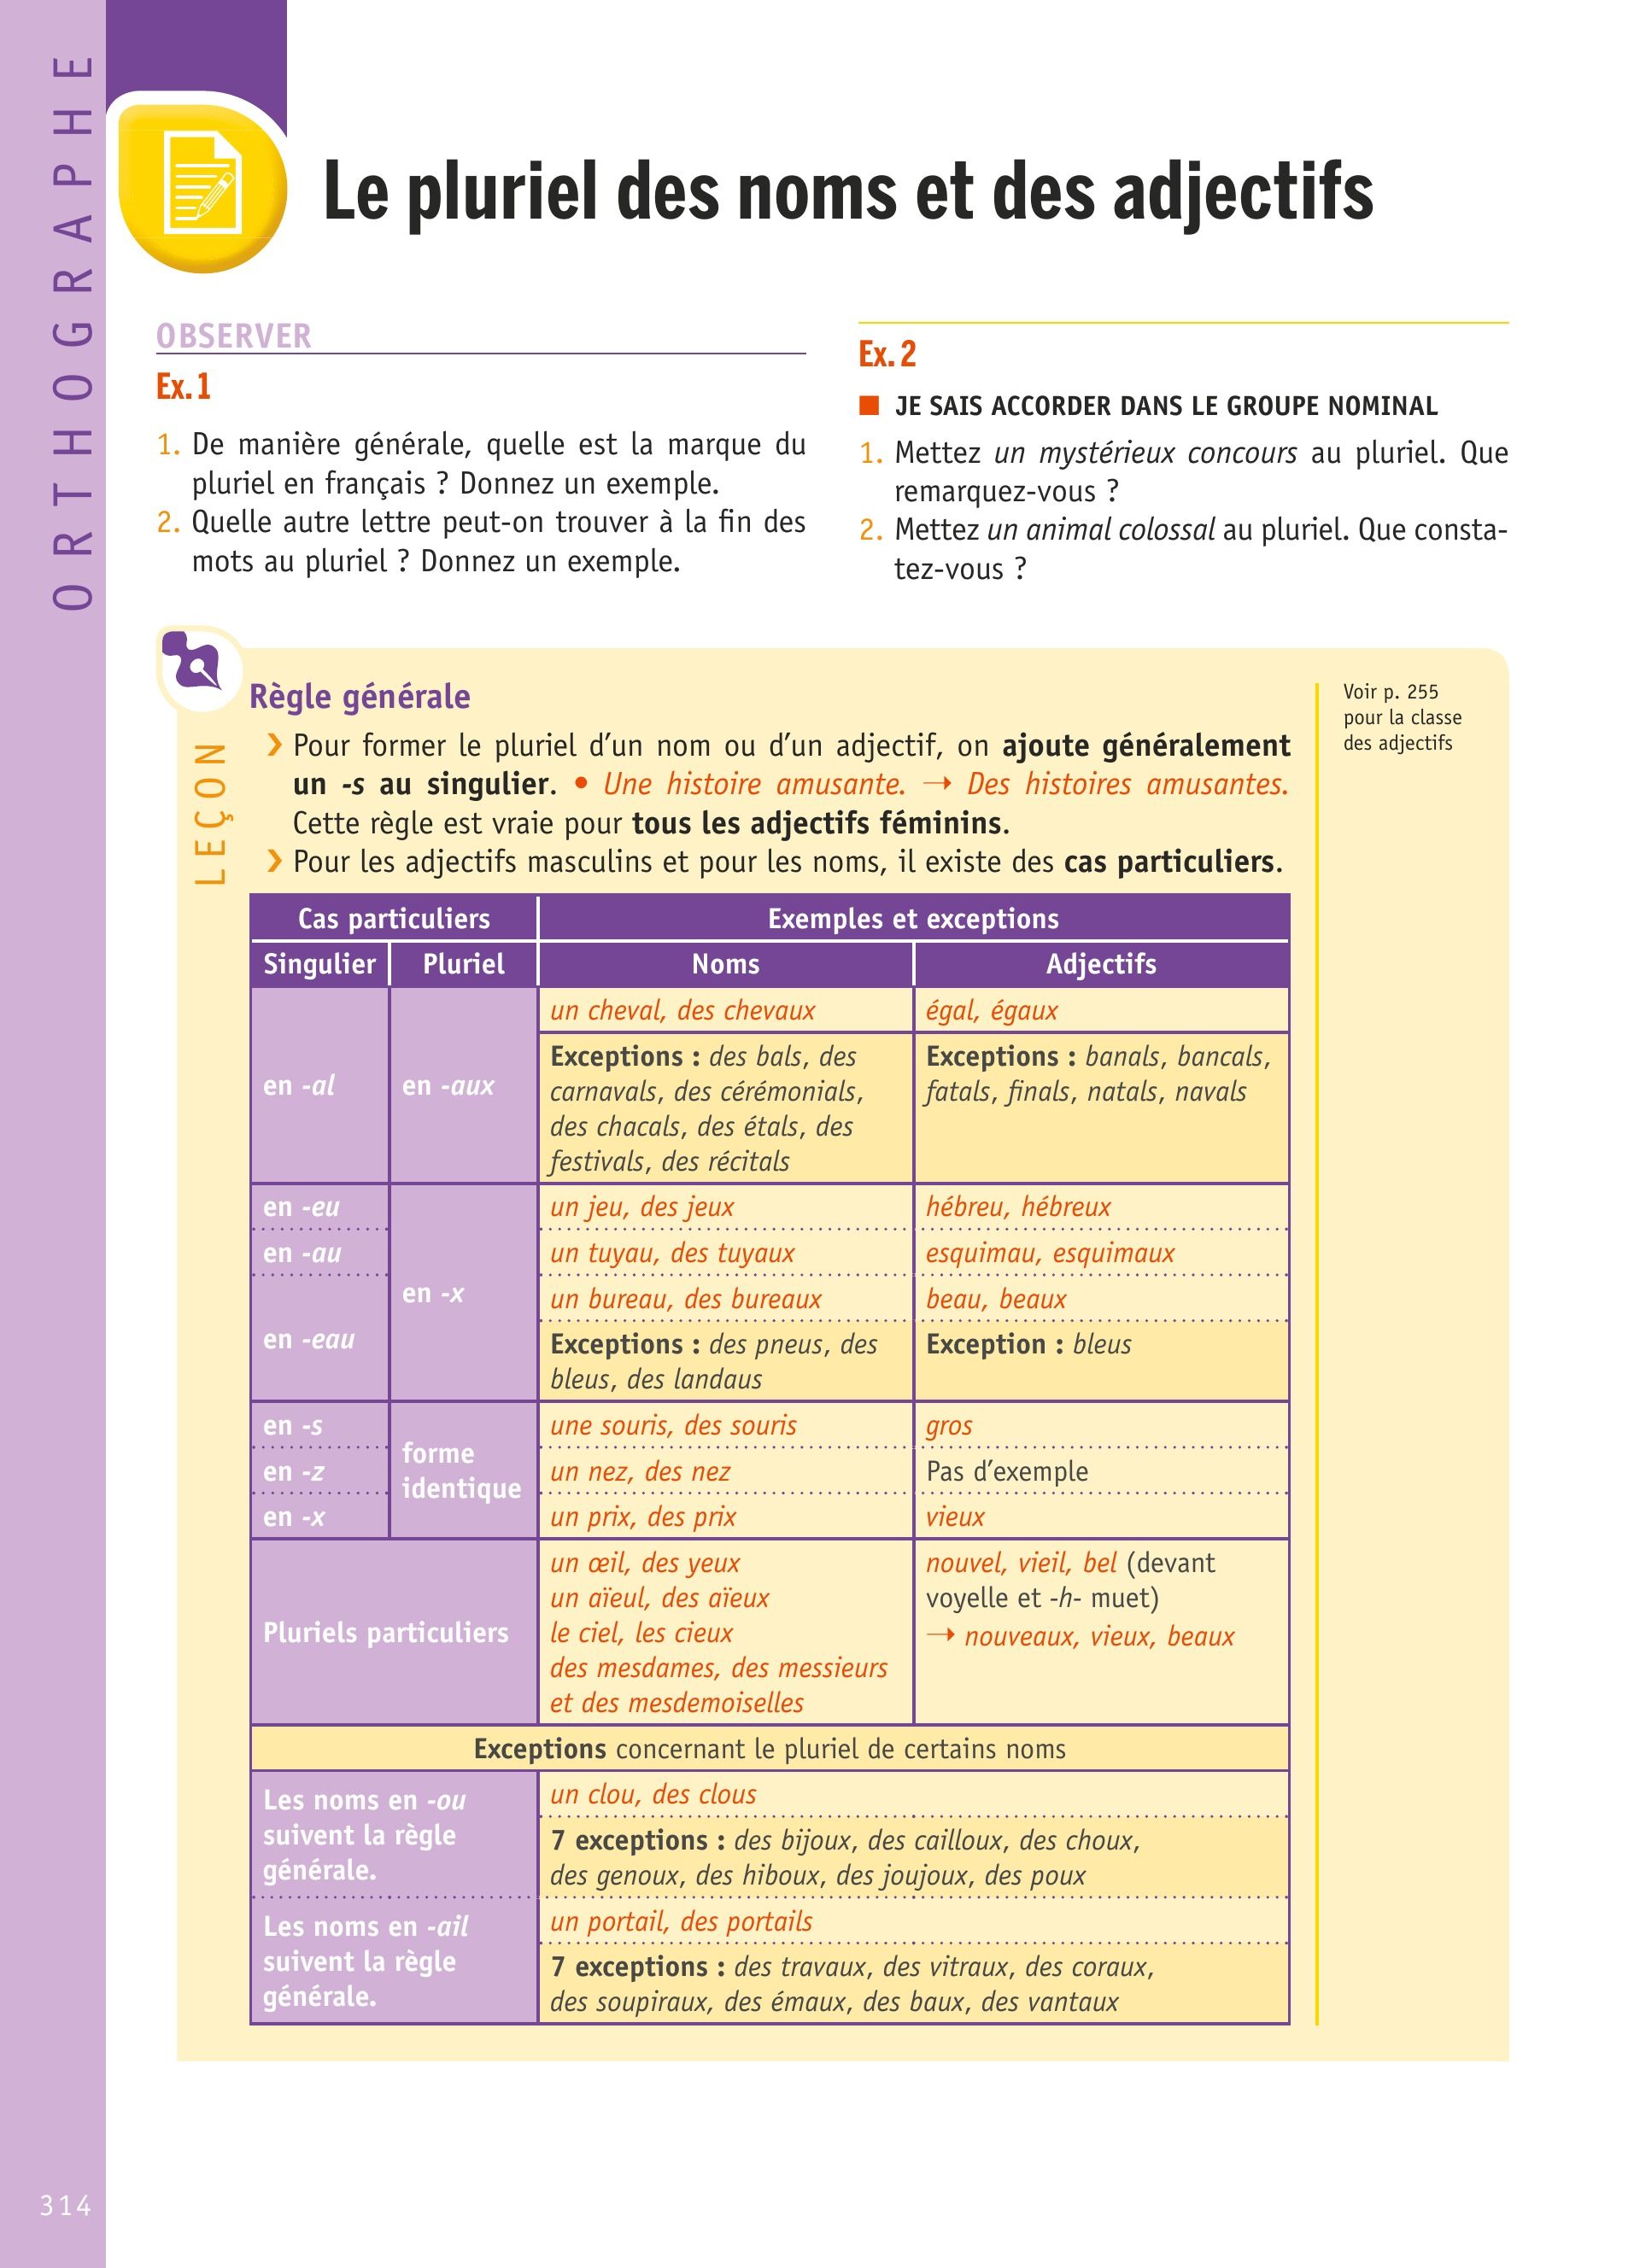 ORTHOGRAPHE
Le pluriel des noms et des adjectifs
OBSERVER
Ex. 1
1. De manière générale, quelle est la marque du
pluriel en français ? Donnez un exemple.
2. Quelle autre lettre peut-on trouver à la fin des
mots au pluriel ? Donnez un exemple.
Ex. 2
■ JE SAIS ACCORDER DANS LE GROUPE NOMINAL
1. Mettez un mystérieux concours au pluriel. Que
remarquez-vous ?
2. Mettez un animal colossal au pluriel. Que consta-
tez-vous ?
LEÇON
Règle générale
› Pour former le pluriel d’un nom ou d’un adjectif, on ajoute généralement
un -s au singulier. • Une histoire amusante. → Des histoires amusantes.
Cette règle est vraie pour tous les adjectifs féminins.
› Pour les adjectifs masculins et pour les noms, il existe des cas particuliers.
Voir p. 255
pour la classe
des adjectifs
Cas particuliers
Exemples et exceptions
Singulier
Pluriel
Noms
Adjectifs
en -al
en -aux
un cheval, des chevaux
égal, égaux
Exceptions : des bals, des
carnavals, des cérémonials,
des chacals, des étals, des
festivals, des récitals
Exceptions : banals, bancals,
fatals, finals, natals, navals
en -eu
en -x
un jeu, des jeux
hébreu, hébreux
en -au
un tuyau, des tuyaux
esquimau, esquimaux
en -eau
un bureau, des bureaux
beau, beaux
Exceptions : des pneus, des
bleus, des landaus
Exception : bleus
en -s
forme
identique
une souris, des souris
gros
en -z
un nez, des nez
Pas d’exemple
en -x
un prix, des prix
vieux
Pluriels particuliers
un œil, des yeux
un aïeul, des aïeux
le ciel, les cieux
des mesdames, des messieurs
et des mesdemoiselles
nouvel, vieil, bel (devant
voyelle et -h- muet)
→ nouveaux, vieux, beaux
Exceptions concernant le pluriel de certains noms
Les noms en -ou
suivent la règle
générale.
un clou, des clous
7 exceptions : des bijoux, des cailloux, des choux,
des genoux, des hiboux, des joujoux, des poux
Les noms en -ail
suivent la règle
générale.
un portail, des portails
7 exceptions : des travaux, des vitraux, des coraux,
des soupiraux, des émaux, des baux, des vantaux
314